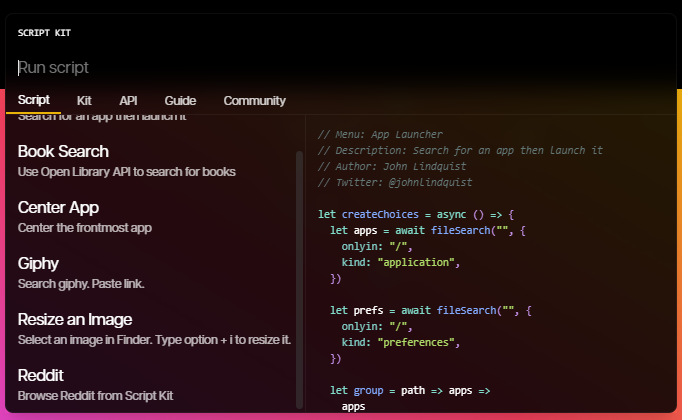 SCRIPT KIT
Run script
Script Kit API Guide Community
Search for an app then launch it
Book Search
Use Open Library API to search for books
Center App
Center the frontmost app
Giphy
Search giphy. Paste link.
Resize an Image
Select an image in Finder. Type option + i to resize it.
Reddit
Browse Reddit from Script Kit
// Menu: App Launcher
// Description: Search for an app then launch it
// Author: John Lindquist
// Twitter: @johnlindquist
let createChoices = async () => {
  let apps = await fileSearch("", {
    onlyin: "/",
    kind: "application",
  })
  let prefs = await fileSearch("", {
    onlyin: "/",
    kind: "preferences",
  })
  let group = path => apps =>
    apps